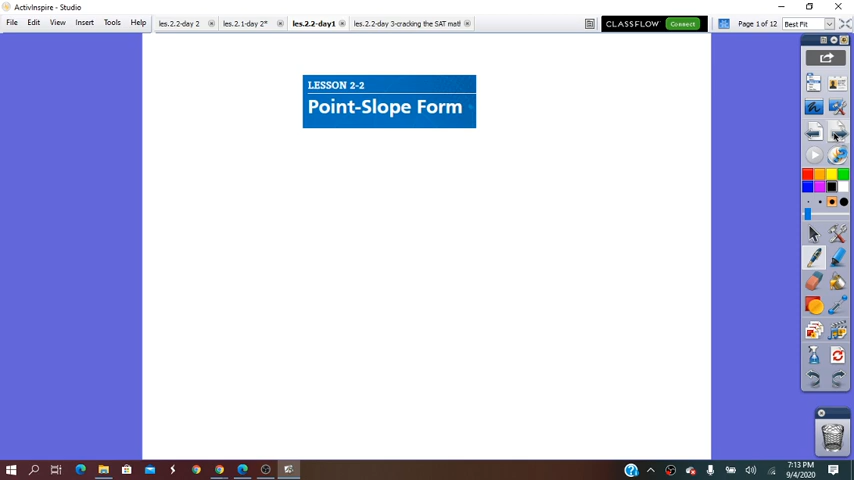 ActivInspire - Studio
File Edit View Insert Tools Help
les.2.2-day 2
les.2.1-day 2*
les.2.2-day1
les.2.2-day 3-cracking the SAT mat
CLASSFLOW
Connect
Page 1 of 12
Best Fit
LESSON 2-2
Point-Slope Form
7:13 PM
9/4/2020